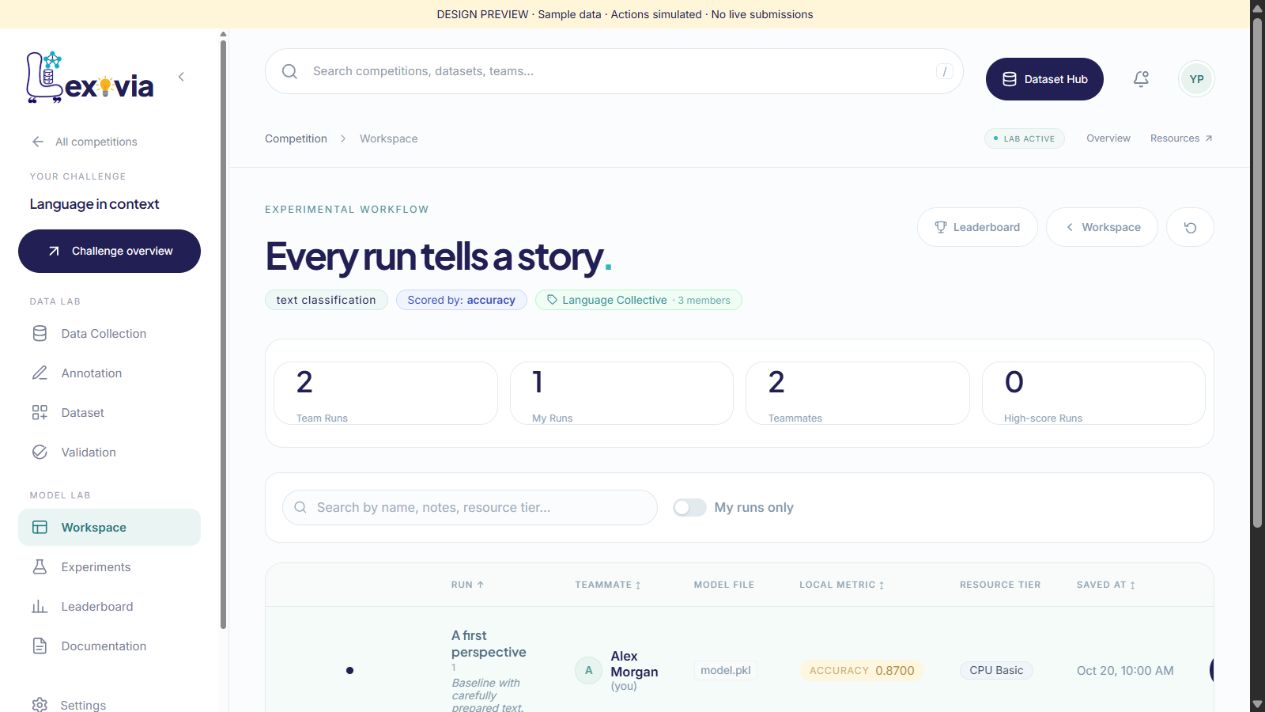 DESIGN PREVIEW · Sample data · Actions simulated · No live submissions
Lexivia
Search competitions, datasets, teams...
/
Dataset Hub
YP
All competitions
Competition
Workspace
LAB ACTIVE
Overview
Resources
YOUR CHALLENGE
Language in context
Challenge overview
DATA LAB
Data Collection
Annotation
Dataset
Validation
MODEL LAB
Workspace
Experiments
Leaderboard
Documentation
Settings
EXPERIMENTAL WORKFLOW
Leaderboard
Workspace
Every run tells a story.
text classification
Scored by: accuracy
Language Collective · 3 members
2
Team Runs
1
My Runs
2
Teammates
0
High-score Runs
Search by name, notes, resource tier...
My runs only
RUN ↑ TEAMMATE ↕ MODEL FILE LOCAL METRIC ↕ RESOURCE TIER SAVED AT ↕
A first
perspective
1
Baseline with
carefully
prepared text.
A
Alex
Morgan
(you)
model.pkl
ACCURACY 0.8700
CPU Basic
Oct 20, 10:00 AM